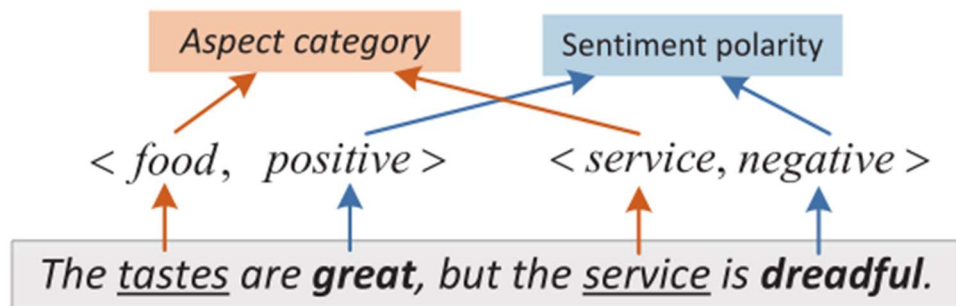 Aspect category Sentiment polarity
< food, positive > < service, negative >
The tastes are great, but the service is dreadful.